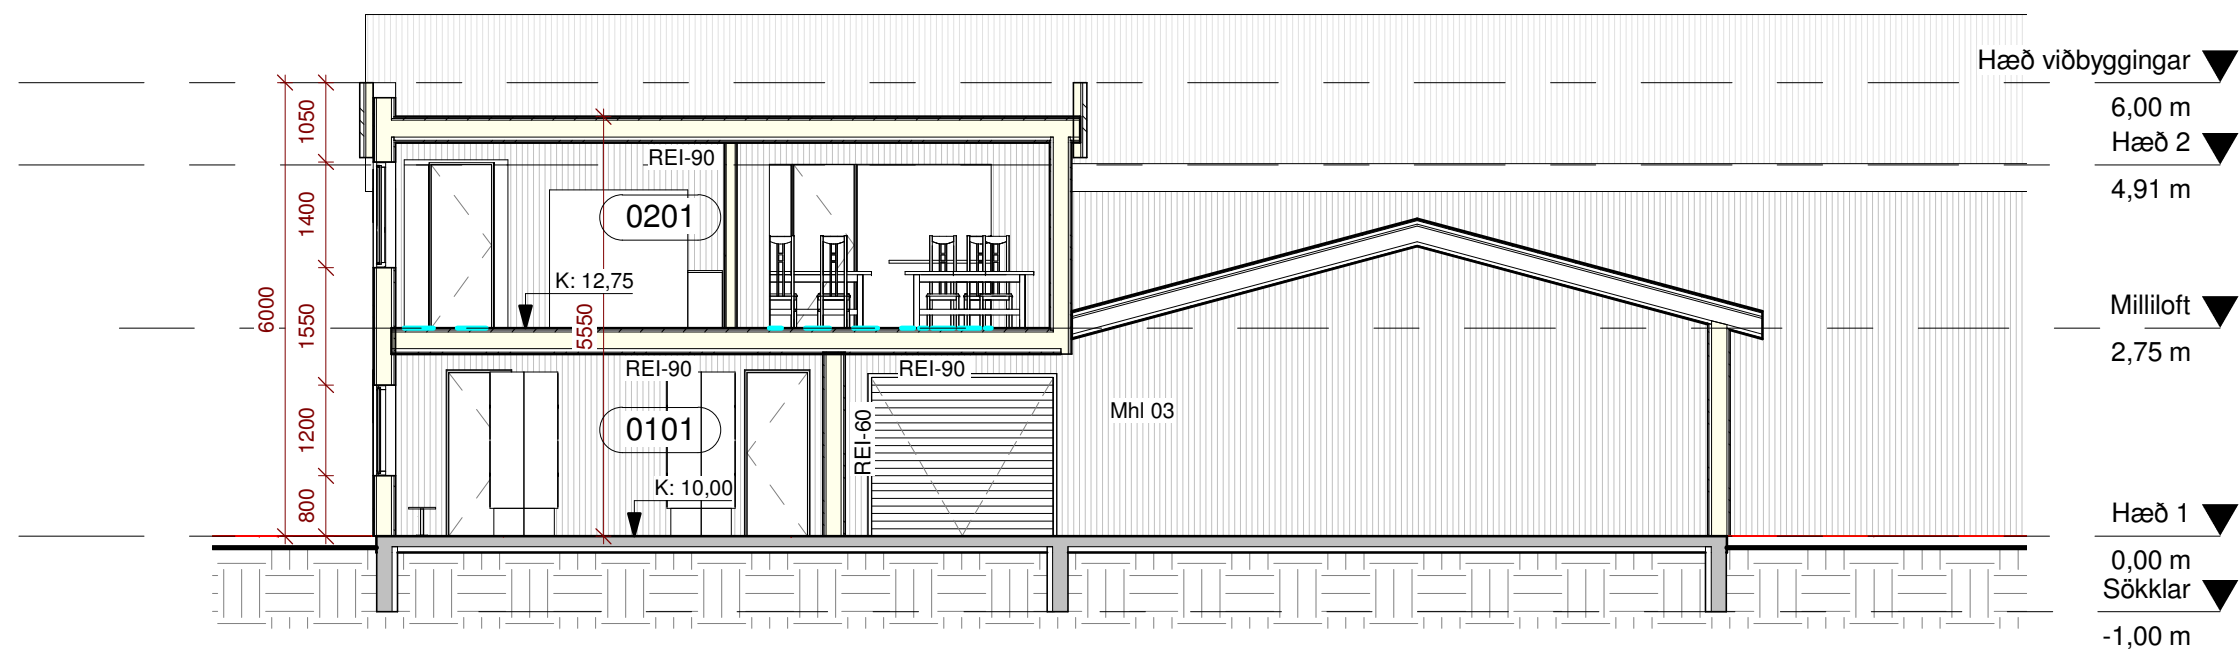 Hæð viðbyggingar
6,00 m
Hæð 2
4,91 m
Milliloft
2,75 m
Hæð 1
0,00 m
Sökklar
-1,00 m
1050
1400
1550
1200
800
6000
5550
REI-90
0201
K: 12,75
REI-90
REI-90
0101
REI-60
K: 10,00
Mhl 03